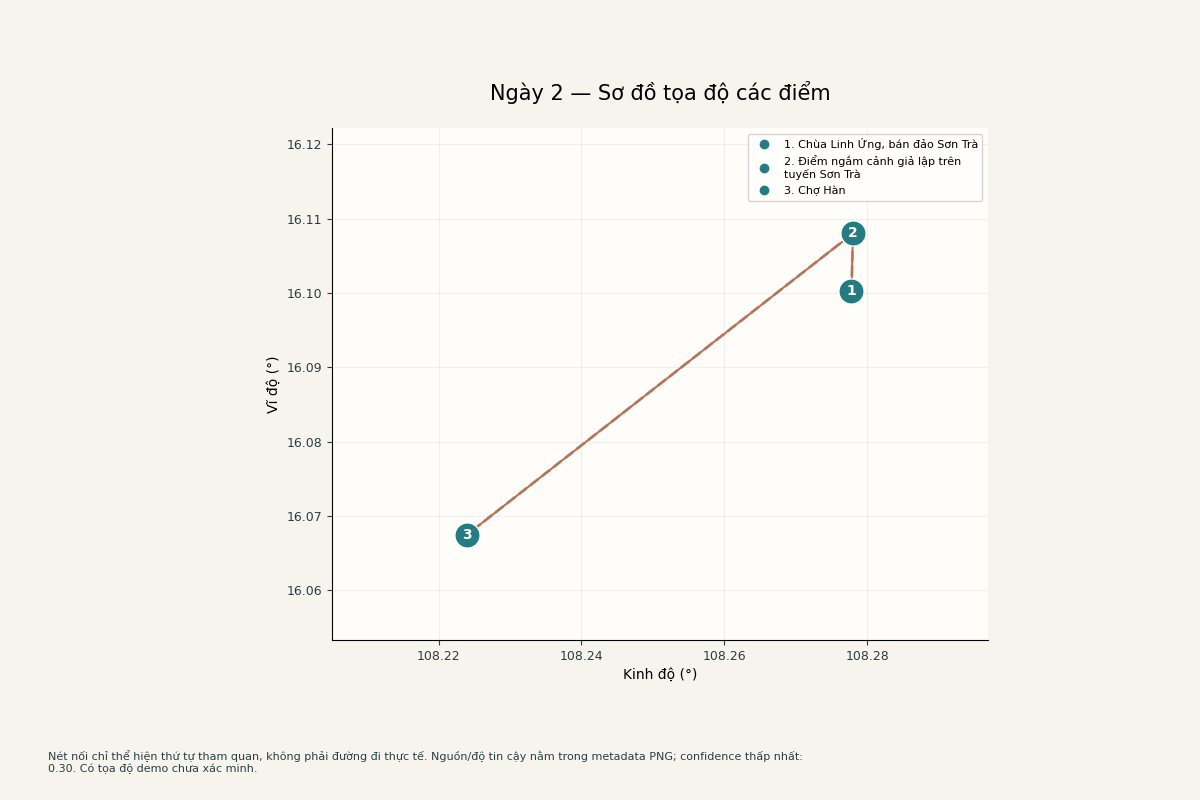 Ngày 2 — Sơ đồ tọa độ các điểm
1. Chùa Linh Ứng, bán đảo Sơn Trà
2. Điểm ngắm cảnh giả lập trên
tuyến Sơn Trà
3. Chợ Hàn
16.12
16.11
16.10
16.09
16.08
16.07
16.06
Vĩ độ (°)
2
1
3
108.22
108.24
108.26
108.28
Kinh độ (°)
Nét nối chỉ thể hiện thứ tự tham quan, không phải đường đi thực tế. Nguồn/độ tin cậy nằm trong metadata PNG; confidence thấp nhất:
0.30. Có tọa độ demo chưa xác minh.